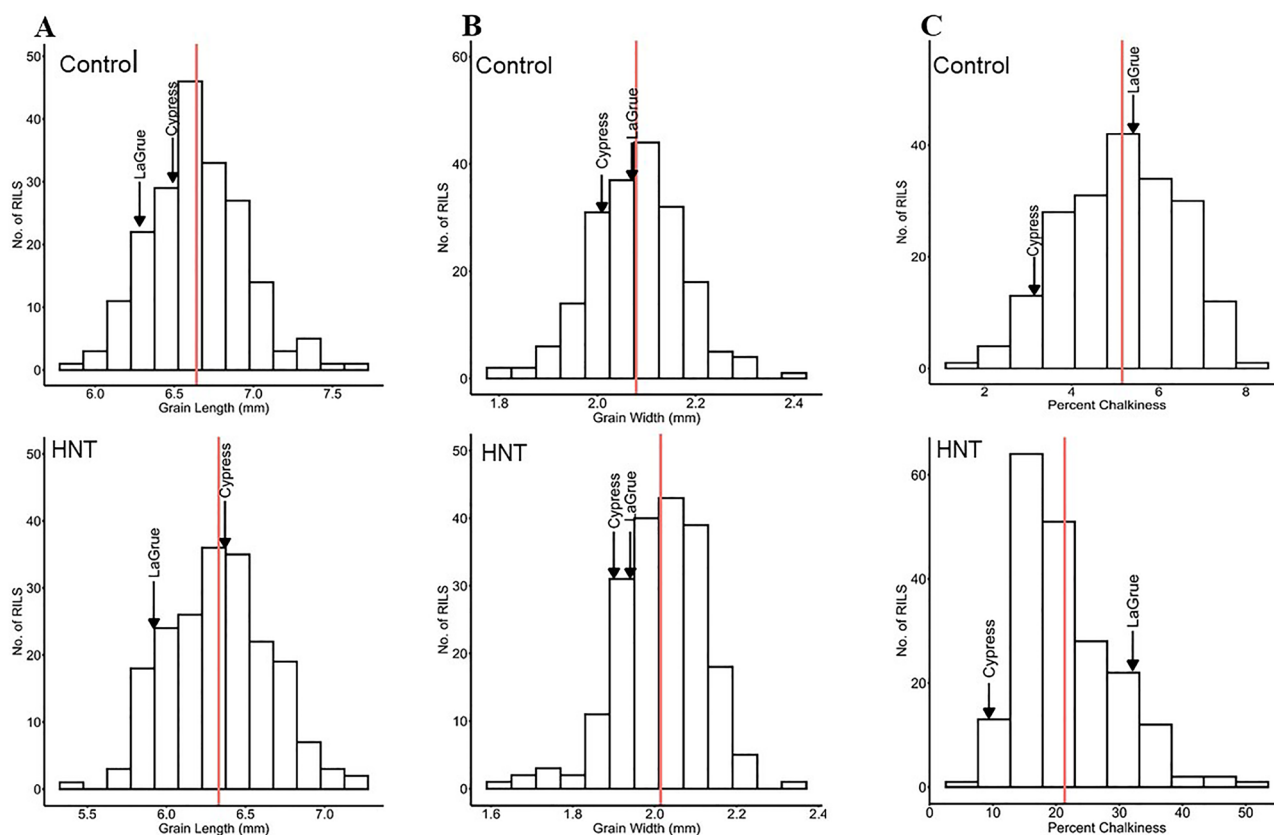 A
Control
No. of RILS
50
40
30
20
10
0
LaGrue
Cypress
6.0 6.5 7.0 7.5
Grain Length (mm)
B
Control
No. of RILS
60
40
20
0
Cypress
LaGrue
1.8 2.0 2.2 2.4
Grain Width (mm)
C
Control
No. of RILS
40
20
0
Cypress
LaGrue
2 4 6 8
Percent Chalkiness
HNT
No. of RILS
50
40
30
20
10
0
LaGrue
Cypress
5.5 6.0 6.5 7.0
Grain Length (mm)
HNT
No. of RILS
50
40
30
20
10
0
Cypress
LaGrue
1.6 1.8 2.0 2.2 2.4
Grain Width (mm)
HNT
No. of RILS
60
40
20
0
Cypress
LaGrue
0 10 20 30 40 50
Percent Chalkiness